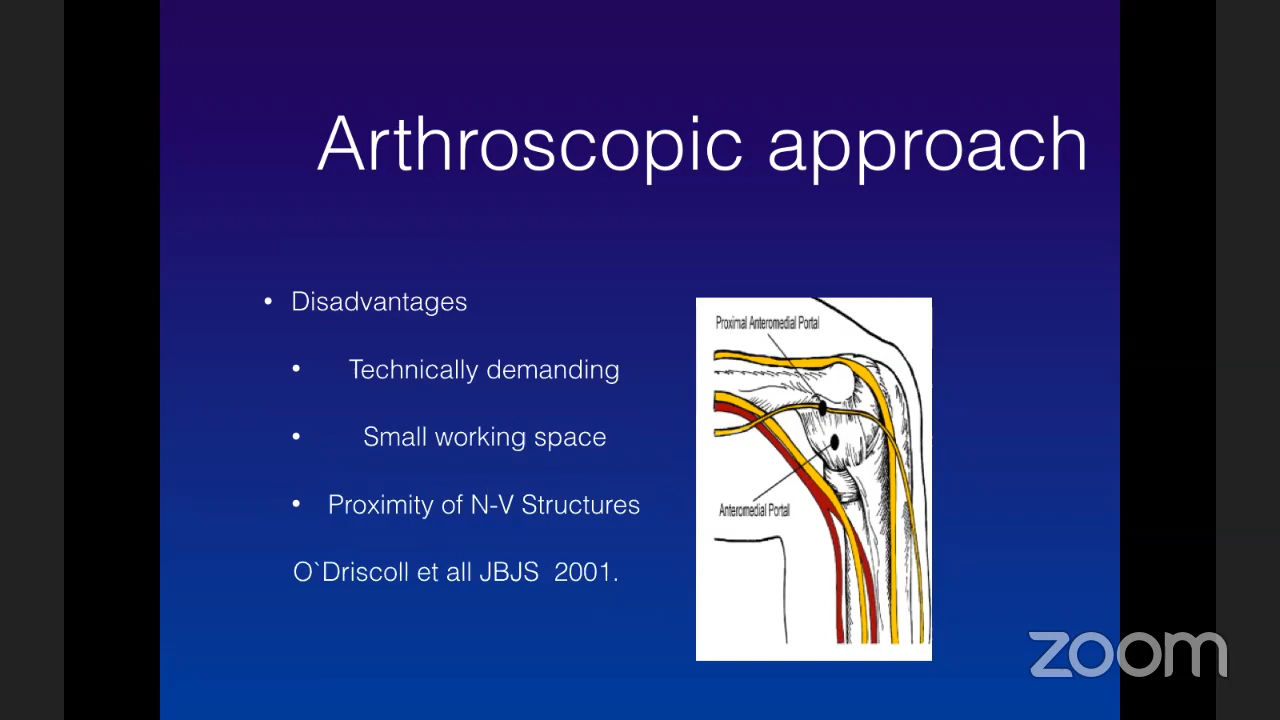 Arthroscopic approach
• Disadvantages
• Technically demanding
• Small working space
• Proximity of N-V Structures
O`Driscoll et all JBJS 2001.
Proximal Anteromedial Portal
Anteromedial Portal
zoom